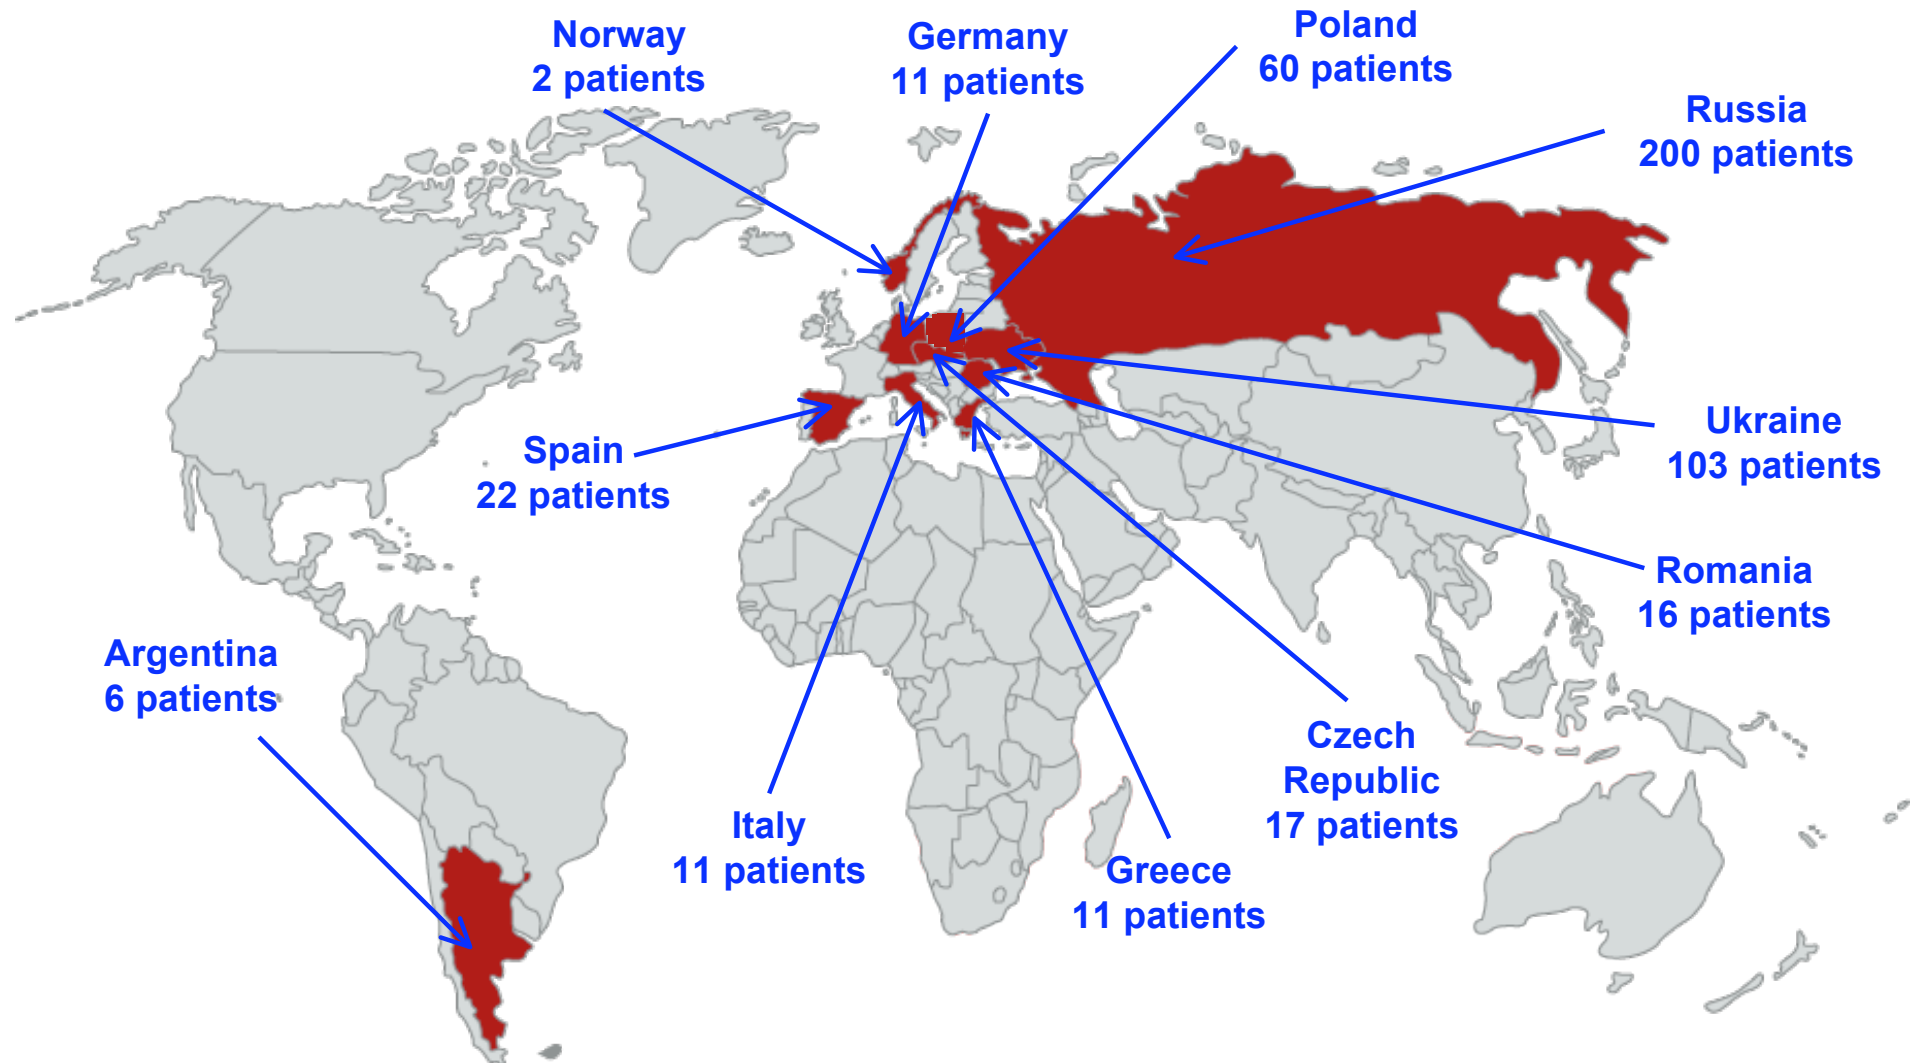 Norway
2 patients
Germany
11 patients
Poland
60 patients
Russia
200 patients
Spain
22 patients
Ukraine
103 patients
Romania
16 patients
Argentina
6 patients
Czech
Republic
17 patients
Italy
11 patients
Greece
11 patients